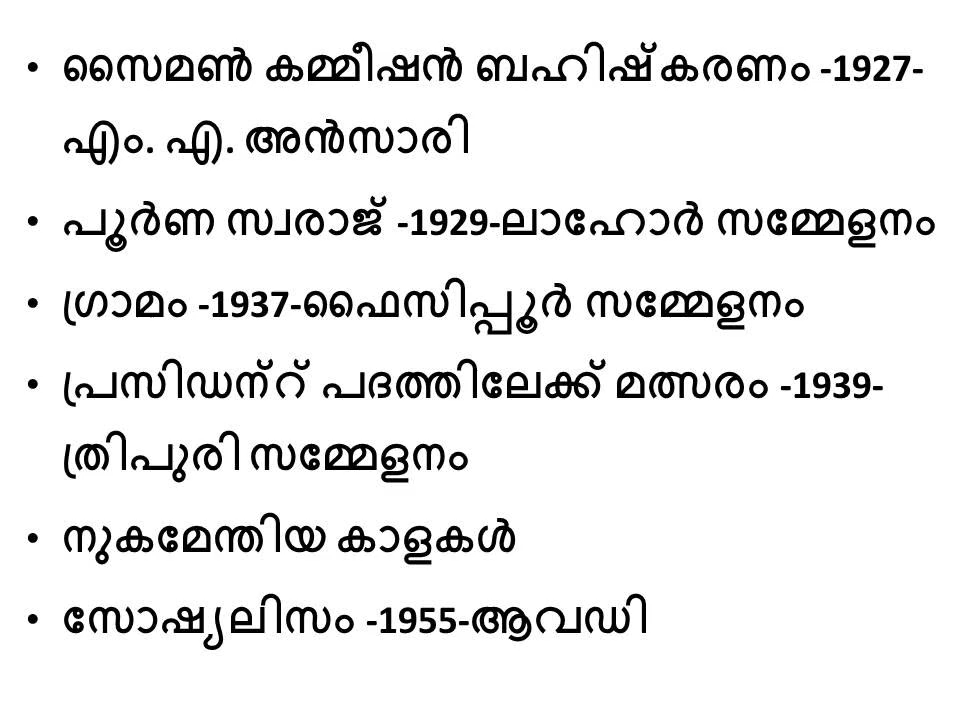 • സൈമൺ കമ്മീഷൻ ബഹിഷ്കരണം -1927-
എം. എ. അൻസാരി
• പൂർണ സ്വരാജ് -1929-ലാഹോർ സമ്മേളനം
• ഗ്രാമം -1937-ഫൈസിപ്പൂർ സമ്മേളനം
• പ്രസിഡന്റ് പദത്തിലേക്ക് മത്സരം -1939-
ത്രിപുരി സമ്മേളനം
• നുകമേന്തിയ കാളകൾ
• സോഷ്യലിസം -1955-ആവഡി